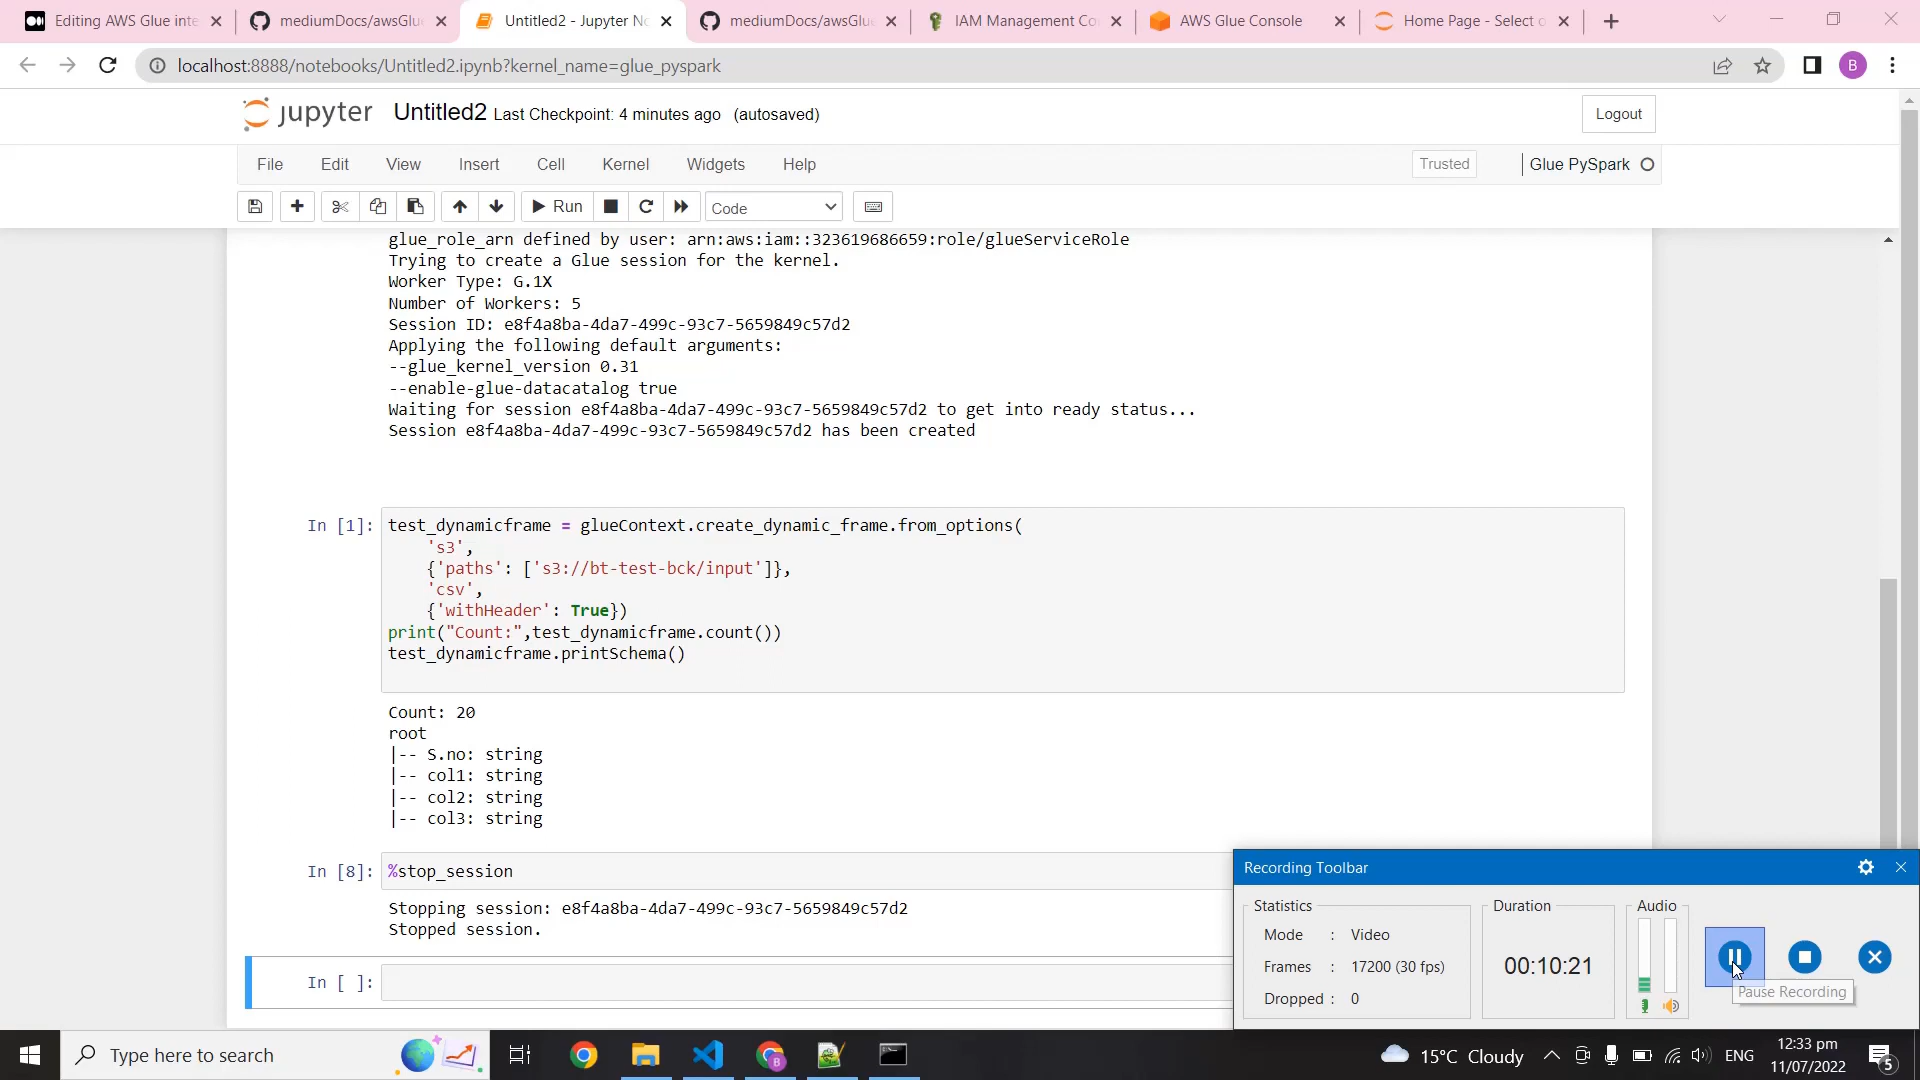 Editing AWS Glue inte
mediumDocs/awsGlue
Untitled2 - Jupyter No
mediumDocs/awsGlue
IAM Management Co
AWS Glue Console
Home Page - Select o
localhost:8888/notebooks/Untitled2.ipynb?kernel_name=glue_pyspark
B
jupyter Untitled2 Last Checkpoint: 4 minutes ago (autosaved)
Logout
File Edit View Insert Cell Kernel Widgets Help
Trusted
Glue PySpark
Run
Code
glue_role_arn defined by user: arn:aws:iam::323619686659:role/glueServiceRole
Trying to create a Glue session for the kernel.
Worker Type: G.1X
Number of Workers: 5
Session ID: e8f4a8ba-4da7-499c-93c7-5659849c57d2
Applying the following default arguments:
--glue_kernel_version 0.31
--enable-glue-datacatalog true
Waiting for session e8f4a8ba-4da7-499c-93c7-5659849c57d2 to get into ready status...
Session e8f4a8ba-4da7-499c-93c7-5659849c57d2 has been created
In [1]: test_dynamicframe = glueContext.create_dynamic_frame.from_options(
's3',
{'paths': ['s3://bt-test-bck/input']},
'csv',
{'withHeader': True})
print("Count:",test_dynamicframe.count())
test_dynamicframe.printSchema()
Count: 20
root
|-- S.no: string
|-- col1: string
|-- col2: string
|-- col3: string
In [8]: %stop_session
Stopping session: e8f4a8ba-4da7-499c-93c7-5659849c57d2
Stopped session.
In [ ]:
Recording Toolbar
Statistics
Mode : Video
Frames : 17200 (30 fps)
Dropped : 0
Duration
00:10:21
Audio
Pause Recording
Type here to search
B
15°C Cloudy
ENG
12:33 pm
11/07/2022
5